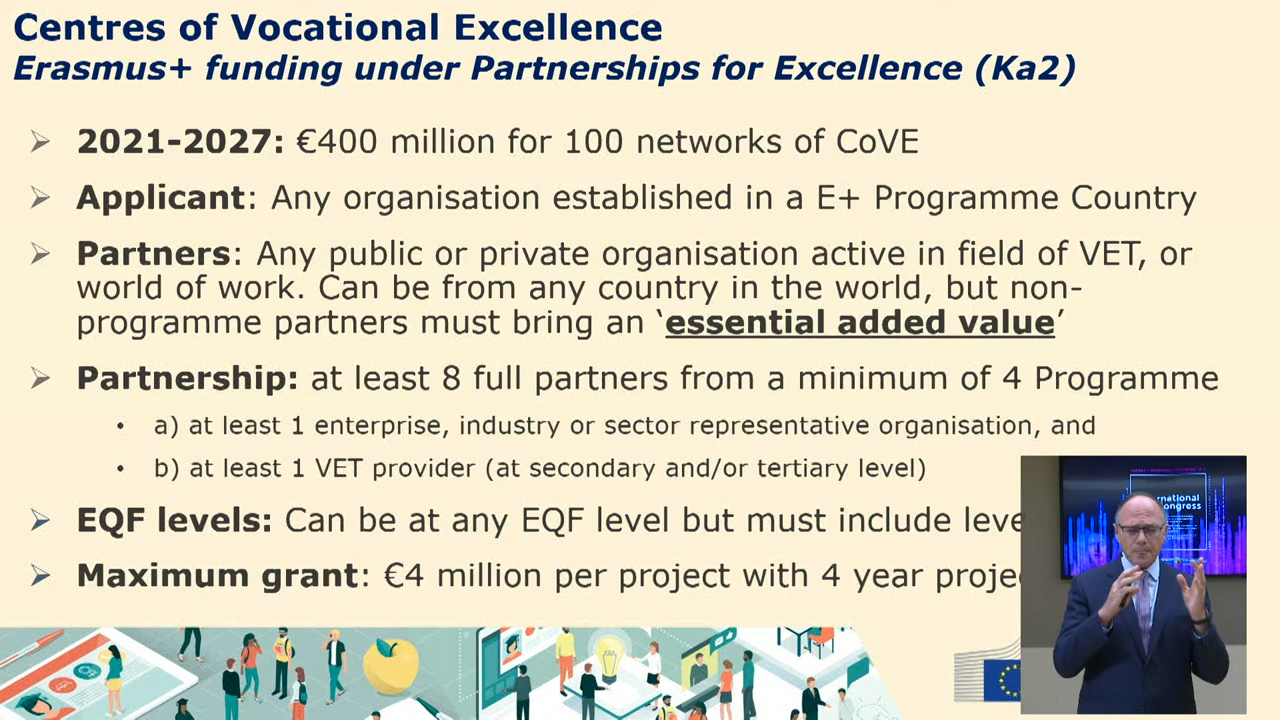 Centres of Vocational Excellence
Erasmus+ funding under Partnerships for Excellence (Ka2)
➢ 2021-2027: €400 million for 100 networks of CoVE
➢ Applicant: Any organisation established in a E+ Programme Country
➢ Partners: Any public or private organisation active in field of VET, or
world of work. Can be from any country in the world, but non-
programme partners must bring an ‘essential added value’
➢ Partnership: at least 8 full partners from a minimum of 4 Programme
• a) at least 1 enterprise, industry or sector representative organisation, and
• b) at least 1 VET provider (at secondary and/or tertiary level)
➢ EQF levels: Can be at any EQF level but must include leve
➢ Maximum grant: €4 million per project with 4 year proje
rnational
ongress